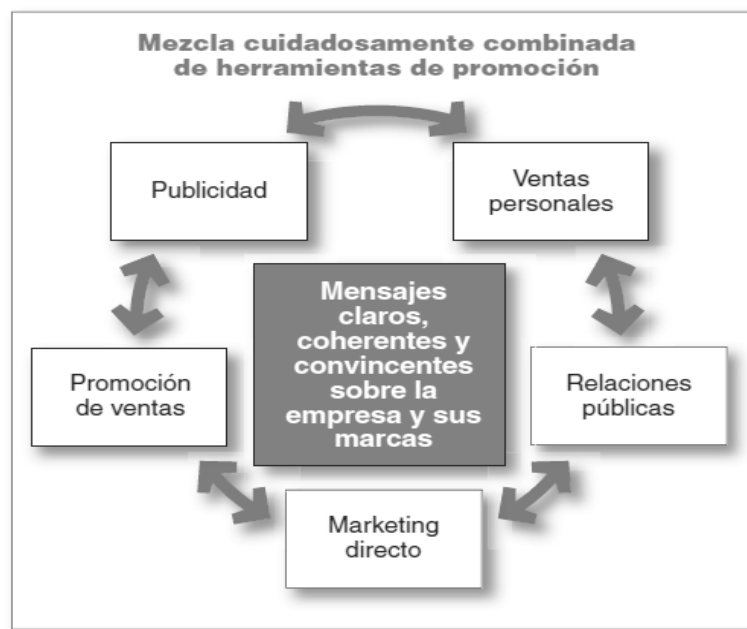 Mezcla cuidadosamente combinada
de herramientas de promoción
Publicidad
Ventas
personales
Mensajes
claros,
coherentes y
convincentes
sobre la
empresa y sus
marcas
Promoción
de ventas
Relaciones
públicas
Marketing
directo